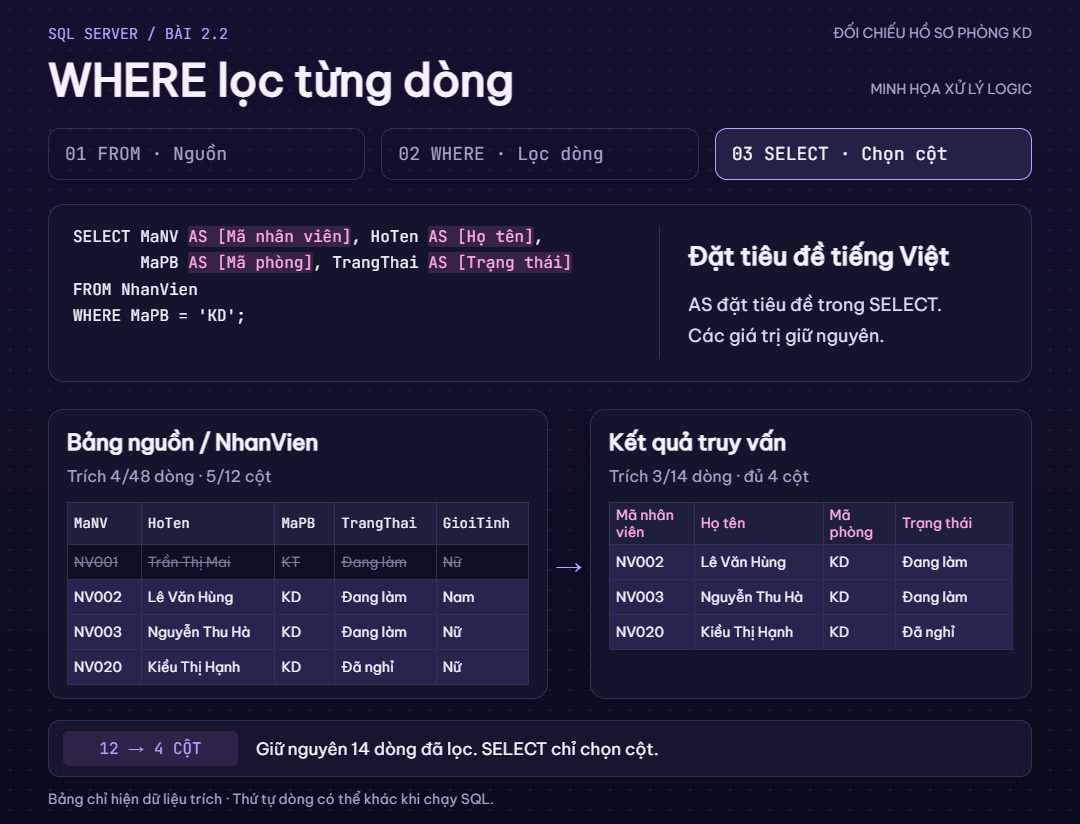 SQL SERVER / BÀI 2.2
ĐỐI CHIẾU HỒ SƠ PHÒNG KD
WHERE lọc từng dòng
MINH HỌA XỬ LÝ LOGIC
01 FROM · Nguồn
02 WHERE · Lọc dòng
03 SELECT · Chọn cột
SELECT MaNV AS [Mã nhân viên], HoTen AS [Họ tên],
MaPB AS [Mã phòng], TrangThai AS [Trạng thái]
FROM NhanVien
WHERE MaPB = 'KD';
Đặt tiêu đề tiếng Việt
AS đặt tiêu đề trong SELECT.
Các giá trị giữ nguyên.
Bảng nguồn / NhanVien
Trích 4/48 dòng · 5/12 cột
MaNV HoTen MaPB TrangThai GioiTinh
NV001 Trần Thị Mai KT Đang làm Nữ
NV002 Lê Văn Hùng KD Đang làm Nam
NV003 Nguyễn Thu Hà KD Đang làm Nữ
NV020 Kiều Thị Hạnh KD Đã nghỉ Nữ
→
Kết quả truy vấn
Trích 3/14 dòng · đủ 4 cột
Mã nhân viên Họ tên Mã phòng Trạng thái
NV002 Lê Văn Hùng KD Đang làm
NV003 Nguyễn Thu Hà KD Đang làm
NV020 Kiều Thị Hạnh KD Đã nghỉ
12 → 4 CỘT
Giữ nguyên 14 dòng đã lọc. SELECT chỉ chọn cột.
Bảng chỉ hiện dữ liệu trích · Thứ tự dòng có thể khác khi chạy SQL.